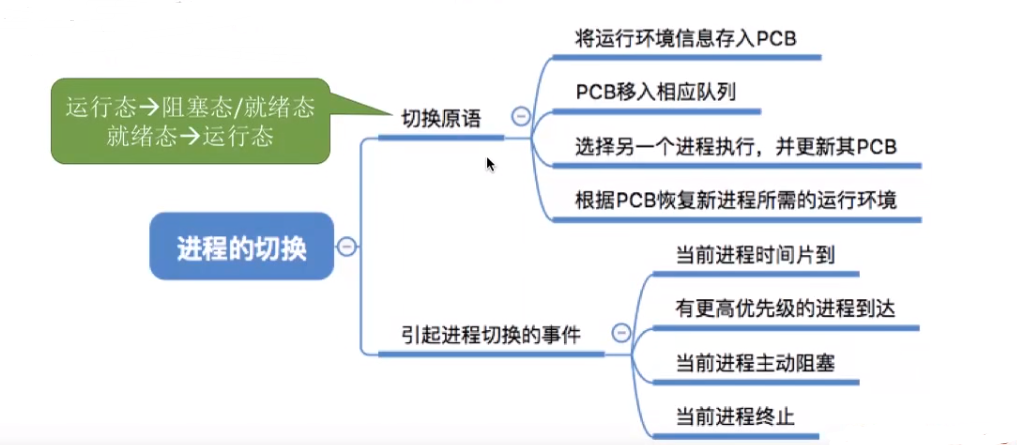 将运行环境信息存入PCB
运行态→阻塞态/就绪态
就绪态→运行态
切换原语
PCB移入相应队列
选择另一个进程执行，并更新其PCB
根据PCB恢复新进程所需的运行环境
进程的切换
当前进程时间片到
有更高优先级的进程到达
引起进程切换的事件
当前进程主动阻塞
当前进程终止